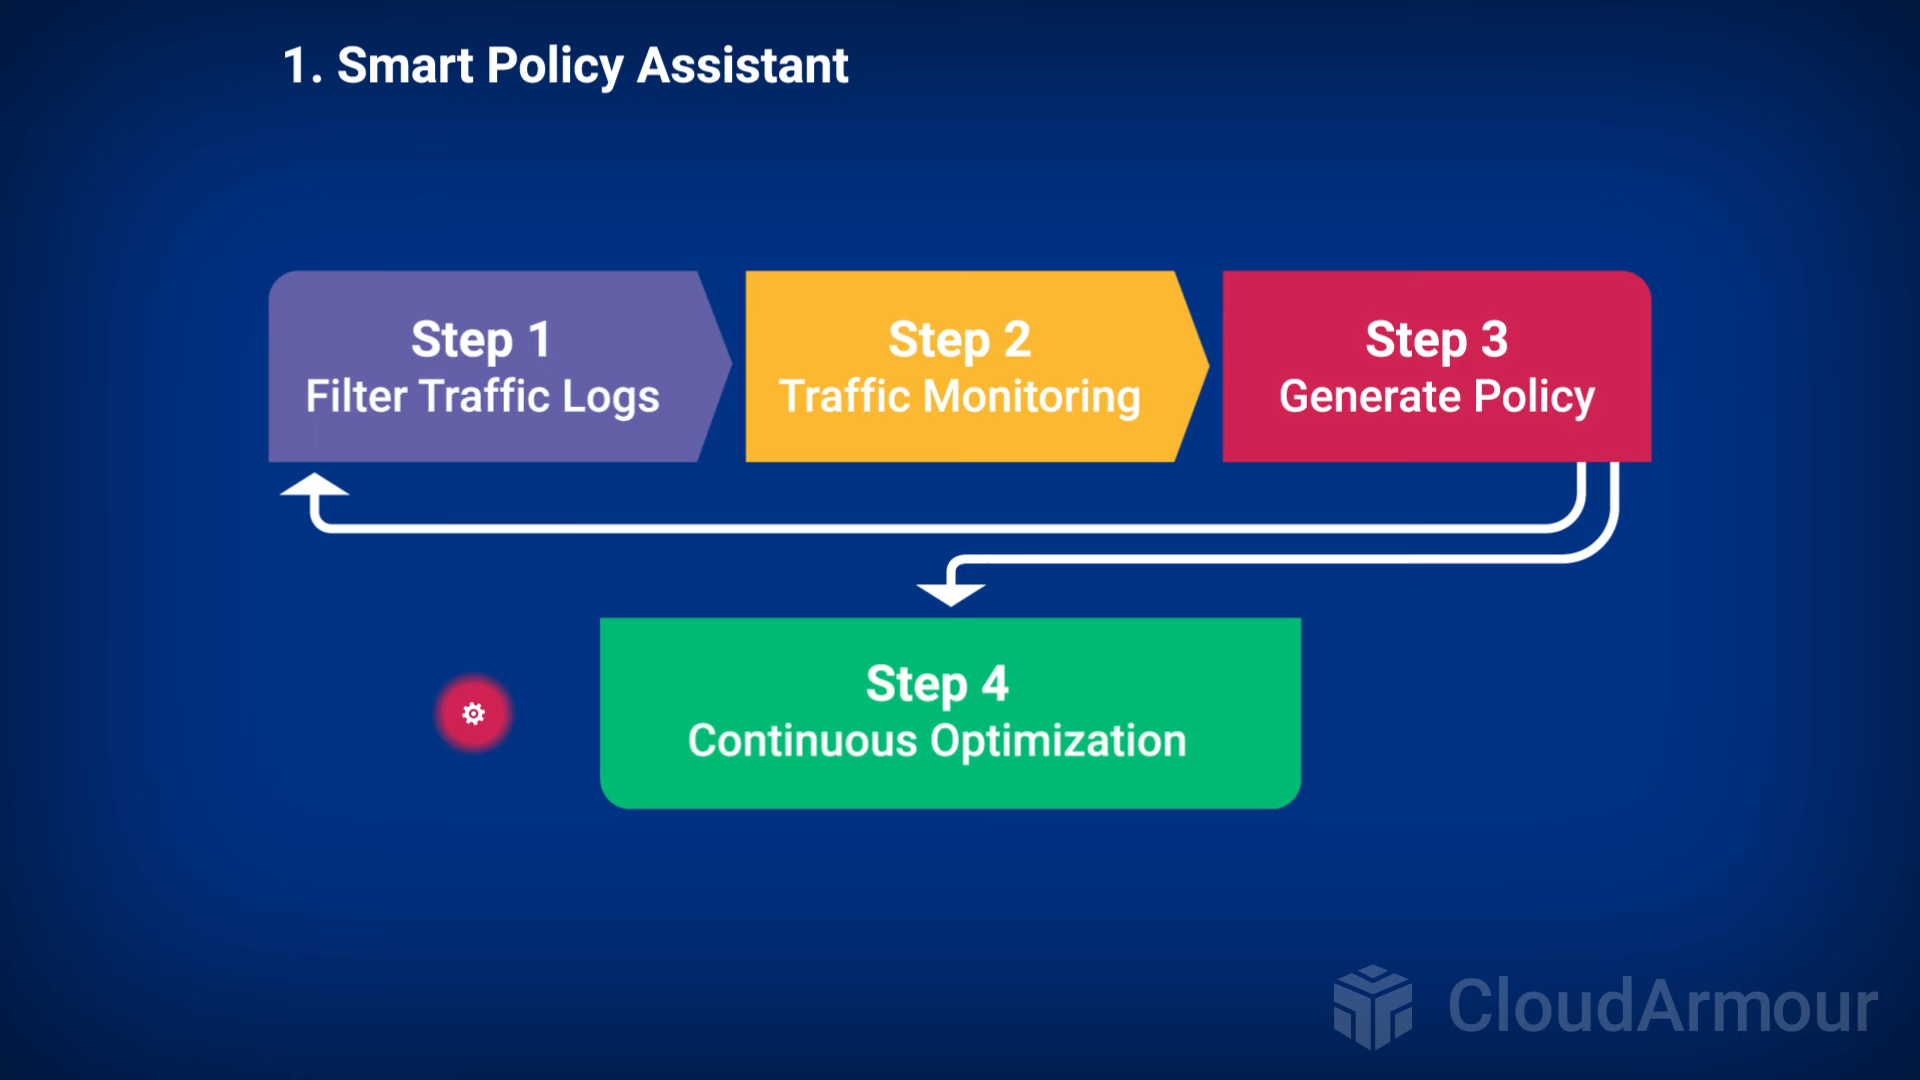 1. Smart Policy Assistant
Step 1
Filter Traffic Logs
Step 2
Traffic Monitoring
Step 3
Generate Policy
Step 4
Continuous Optimization
CloudArmour